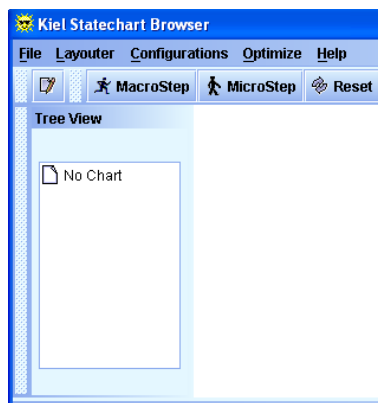 Kiel Statechart Browser
File Layouter Configurations Optimize Help
MacroStep MicroStep Reset
Tree View
No Chart